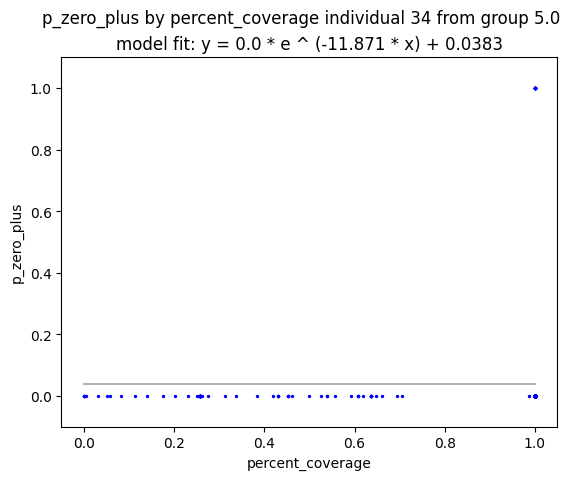 p_zero_plus by percent_coverage individual 34 from group 5.0
model fit: y = 0.0 * e ^ (-11.871 * x) + 0.0383
1.0
0.8
0.6
0.4
0.2
0.0
p_zero_plus
0.0 0.2 0.4 0.6 0.8 1.0
percent_coverage